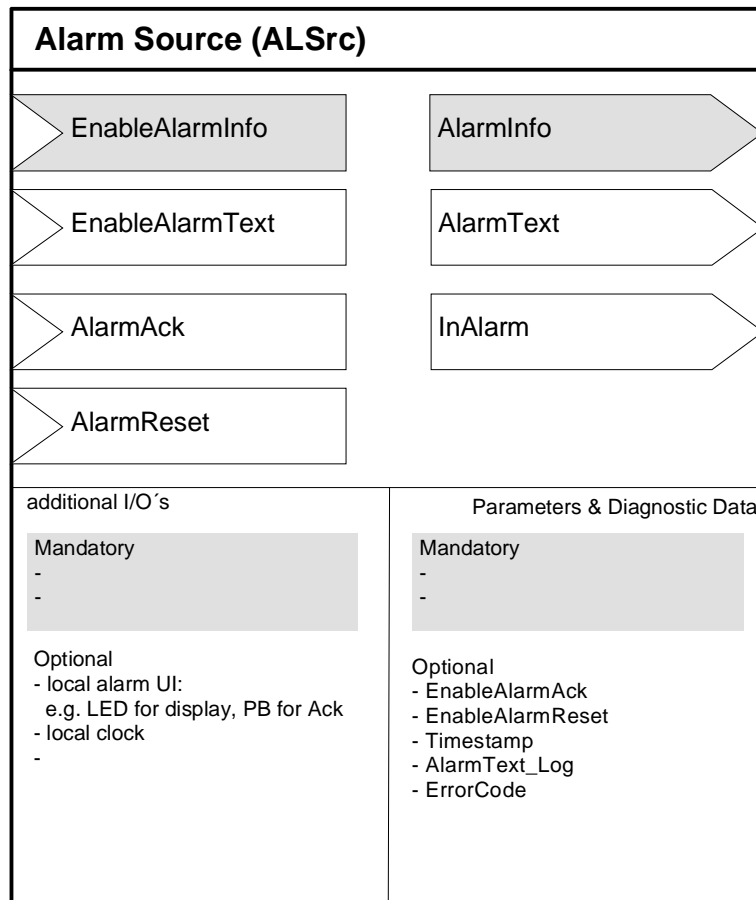 Alarm Source (ALSrc)
EnableAlarmInfo
AlarmInfo
EnableAlarmText
AlarmText
AlarmAck
InAlarm
AlarmReset
additional I/O´s
Mandatory
-
-
Optional
- local alarm UI:
e.g. LED for display, PB for Ack
- local clock
-
Parameters & Diagnostic Data
Mandatory
-
-
Optional
- EnableAlarmAck
- EnableAlarmReset
- Timestamp
- AlarmText_Log
- ErrorCode